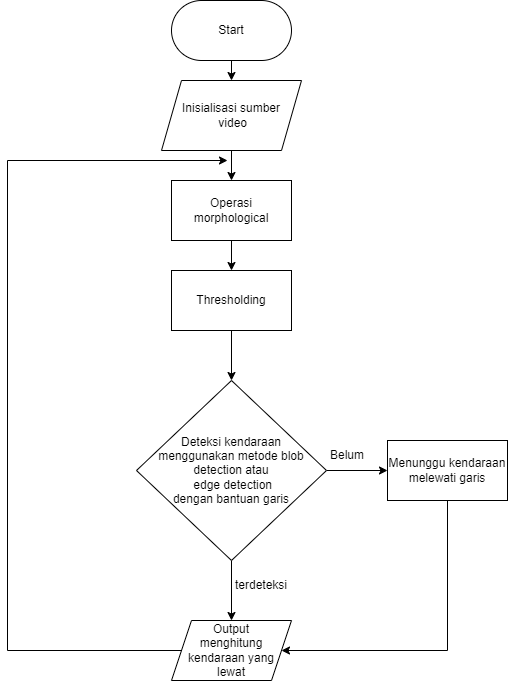 Start
Inisialisasi sumber
video
Operasi
morphological
Thresholding
Deteksi kendaraan
menggunakan metode blob
detection atau
edge detection
dengan bantuan garis
Belum
Menunggu kendaraan
melewati garis
terdeteksi
Output
menghitung
kendaraan yang
lewat